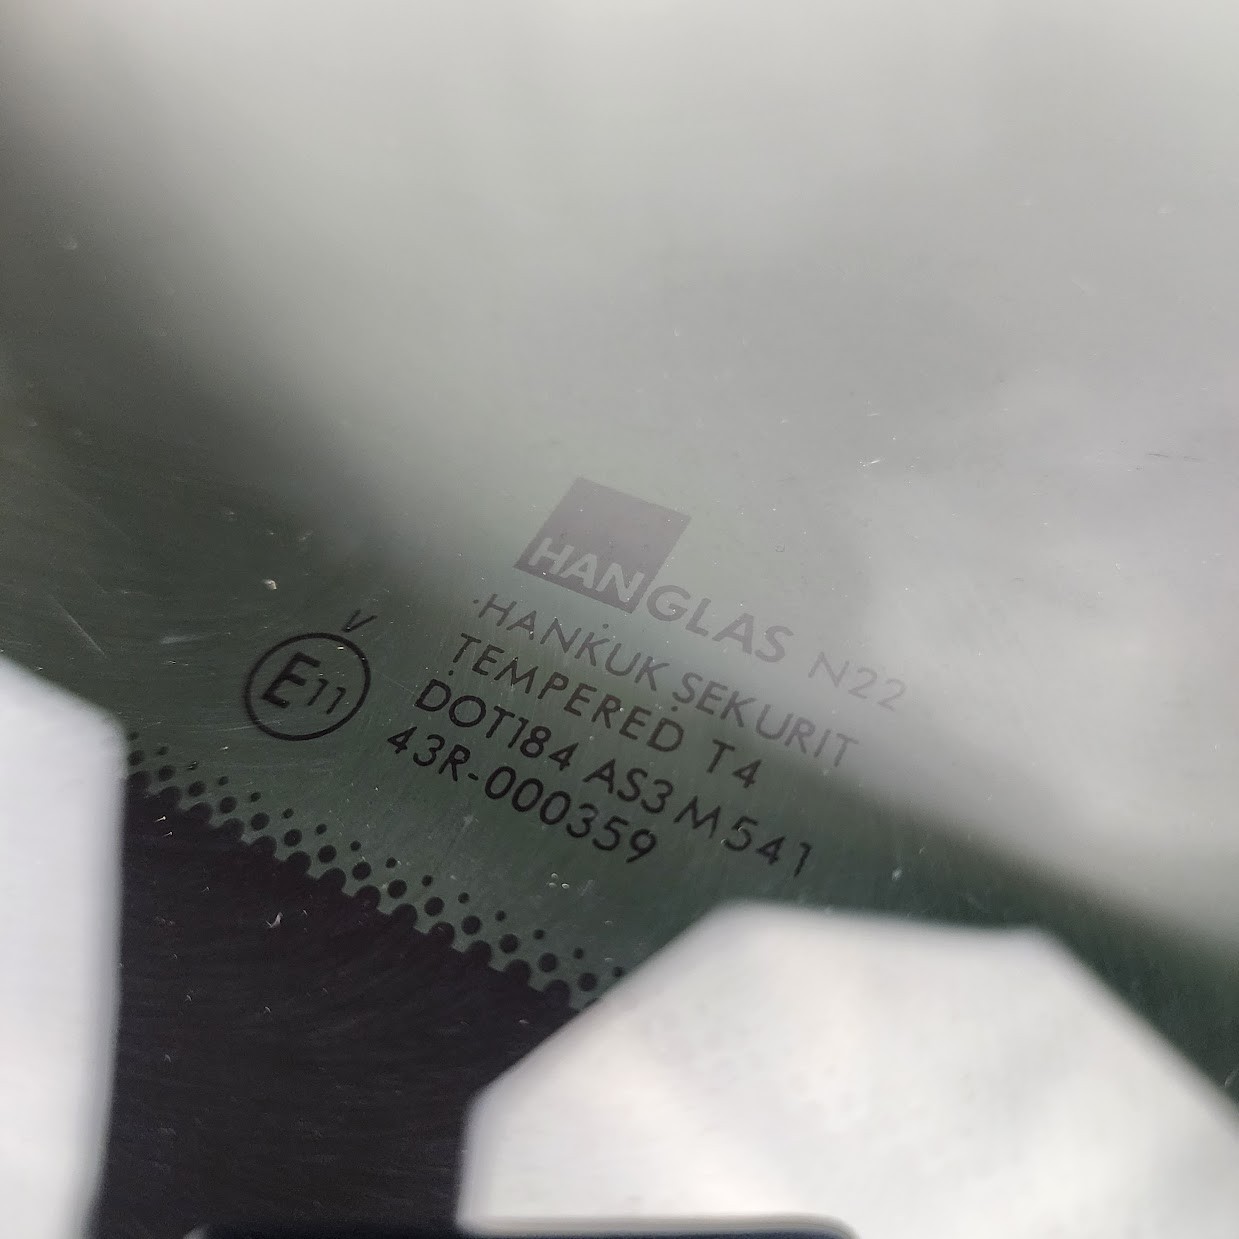 HANGLAS N22
HANKUK SEKURIT
TEMPERED T4
DOT184 AS3 M541
43R-000359
V
E11